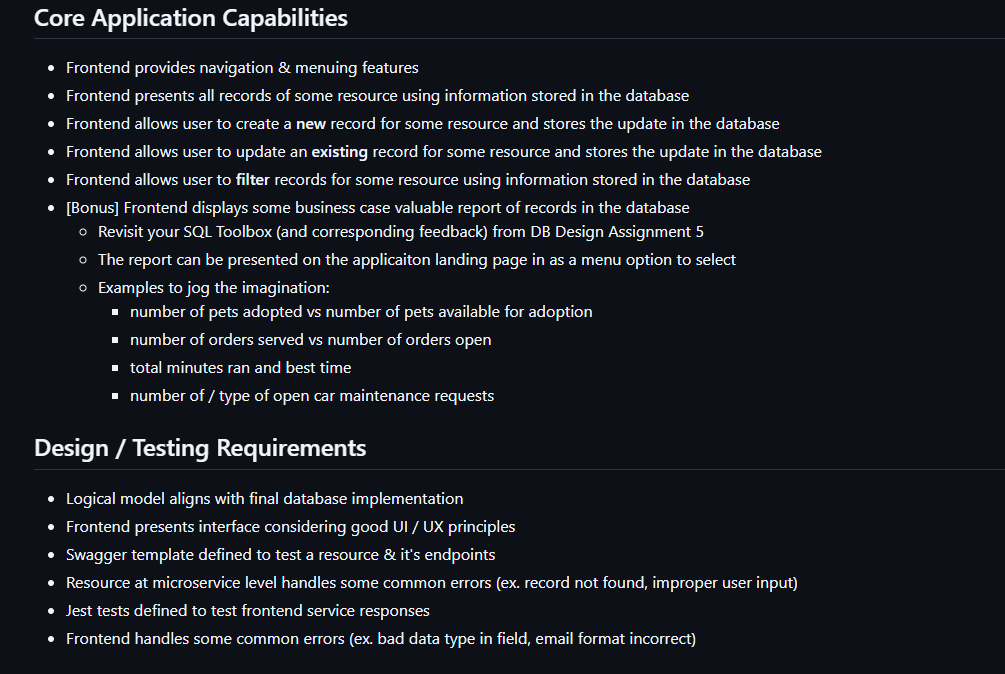 Core Application Capabilities
Frontend provides navigation & menuing features
Frontend presents all records of some resource using information stored in the database
Frontend allows user to create a new record for some resource and stores the update in the database
Frontend allows user to update an existing record for some resource and stores the update in the database
Frontend allows user to filter records for some resource using information stored in the database
[Bonus] Frontend displays some business case valuable report of records in the database
Revisit your SQL Toolbox (and corresponding feedback) from DB Design Assignment 5
The report can be presented on the applicaiton landing page in as a menu option to select
Examples to jog the imagination:
number of pets adopted vs number of pets available for adoption
number of orders served vs number of orders open
total minutes ran and best time
number of / type of open car maintenance requests
Design / Testing Requirements
Logical model aligns with final database implementation
Frontend presents interface considering good UI / UX principles
Swagger template defined to test a resource & it's endpoints
Resource at microservice level handles some common errors (ex. record not found, improper user input)
Jest tests defined to test frontend service responses
Frontend handles some common errors (ex. bad data type in field, email format incorrect)